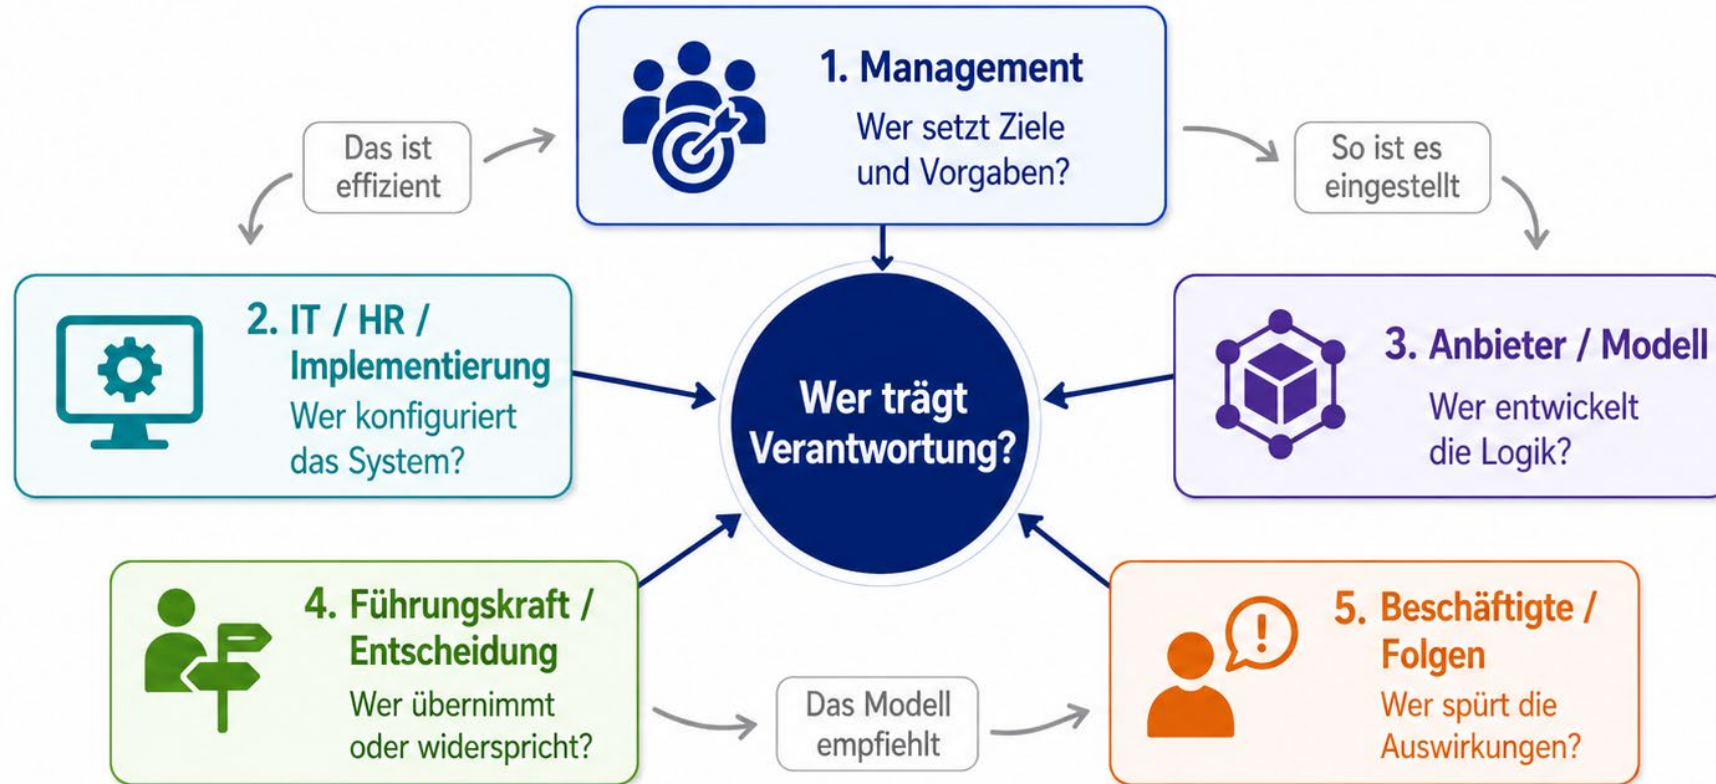 1. Management
Wer setzt Ziele
und Vorgaben?
Das ist
effizient
So ist es
eingestellt
2. IT / HR /
Implementierung
Wer konfiguriert
das System?
Wer trägt
Verantwortung?
3. Anbieter / Modell
Wer entwickelt
die Logik?
4. Führungskraft /
Entscheidung
Wer übernimmt
oder widerspricht?
Das Modell
empfiehlt
5. Beschäftigte /
Folgen
Wer spürt die
Auswirkungen?